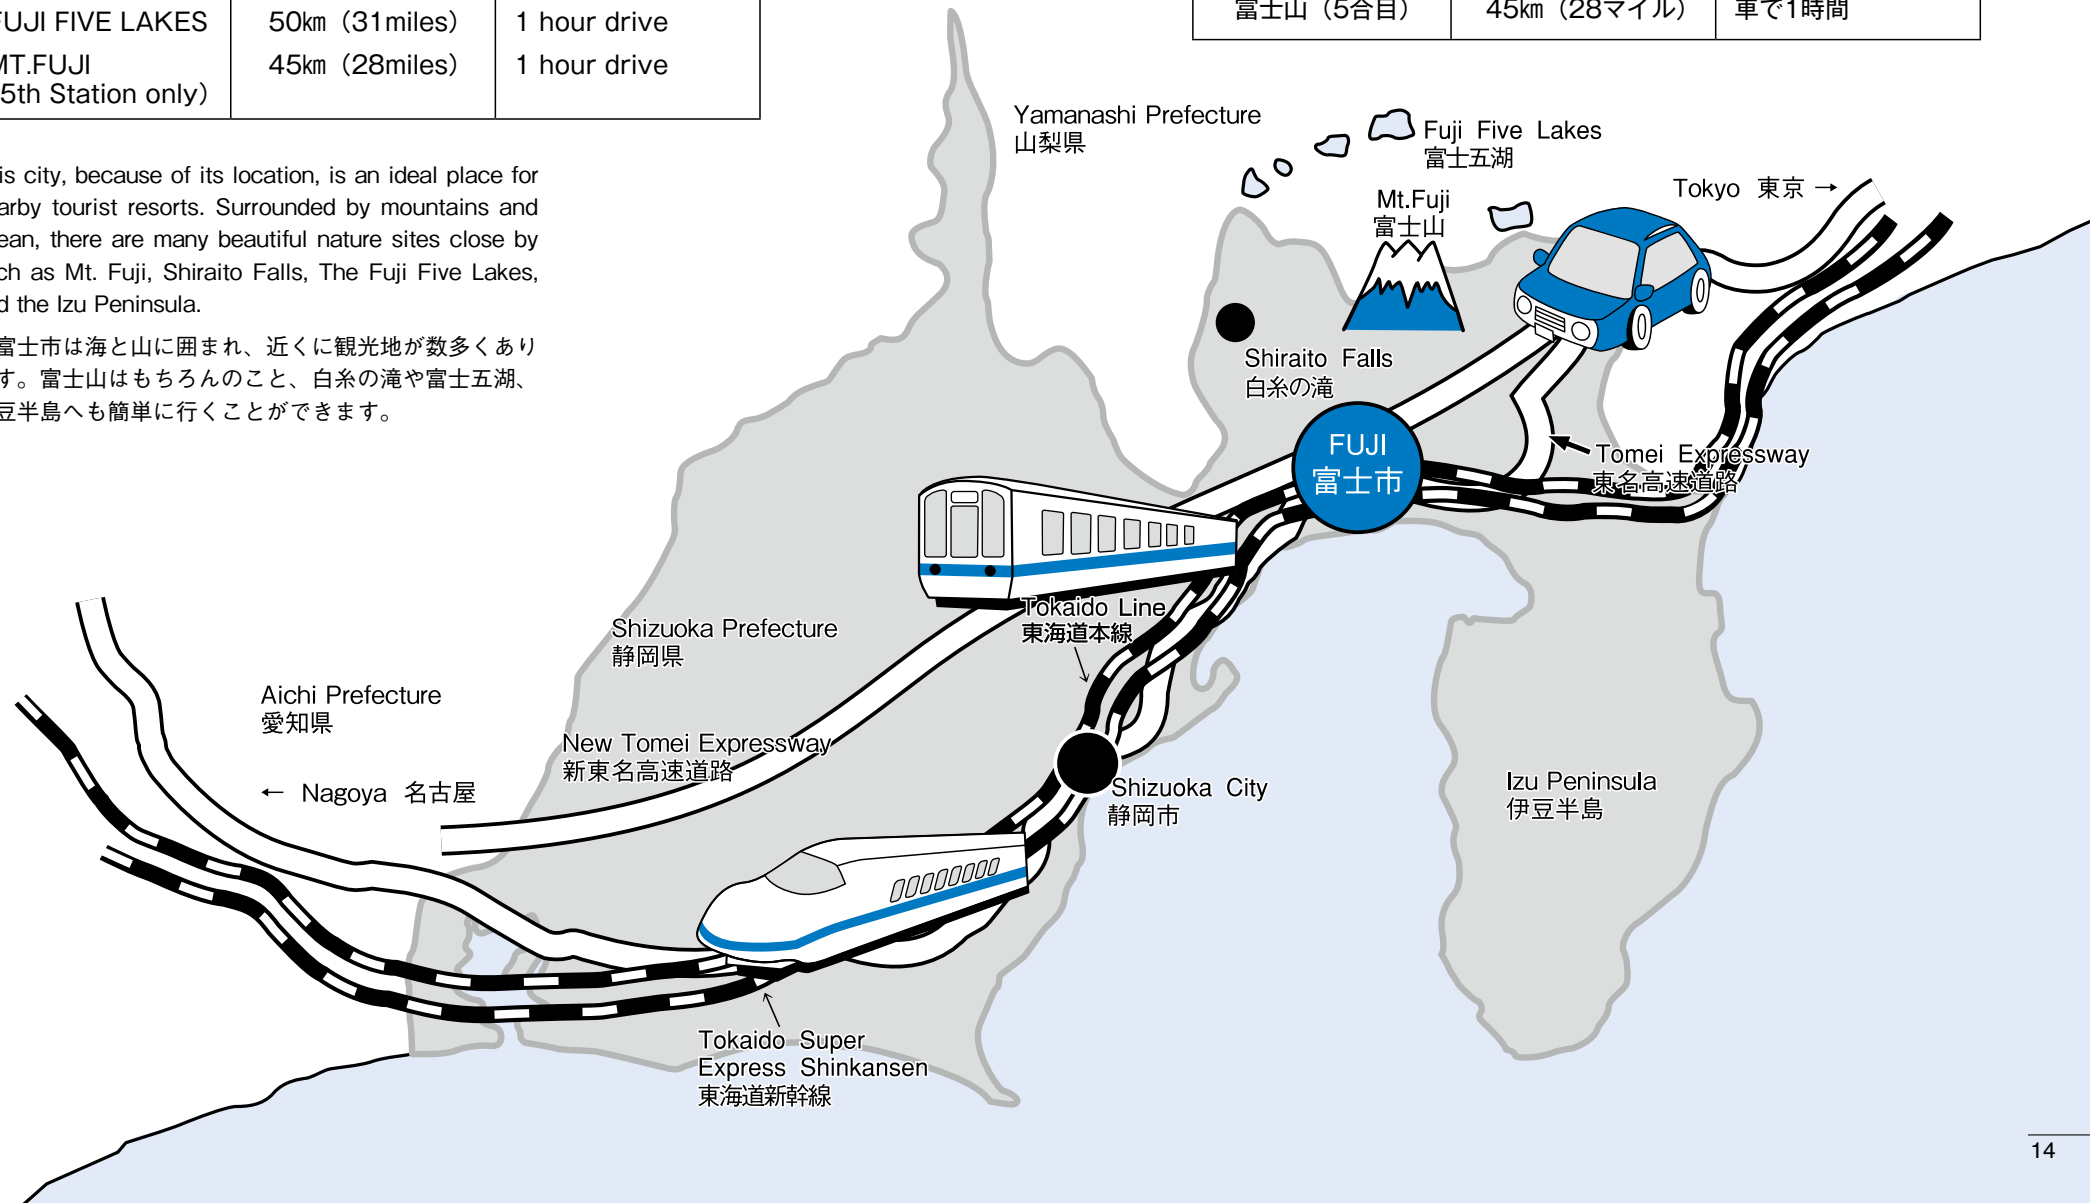 FUJI FIVE LAKES 50km (31miles) 1 hour drive
MT.FUJI 45km (28miles) 1 hour drive
5th Station only)
富士山（5合目） 45km（28マイル） 車で1時間
is city, because of its location, is an ideal place for
arby tourist resorts. Surrounded by mountains and
ean, there are many beautiful nature sites close by
ch as Mt. Fuji, Shiraito Falls, The Fuji Five Lakes,
d the Izu Peninsula.
富士市は海と山に囲まれ、近くに観光地が数多くあり
す。富士山はもちろんのこと、白糸の滝や富士五湖、
豆半島へも簡単に行くことができます。
Yamanashi Prefecture
山梨県
Fuji Five Lakes
富士五湖
Tokyo 東京 →
Mt.Fuji
富士山
Shiraito Falls
白糸の滝
FUJI
富士市
Tomei Expressway
東名高速道路
Tokaido Line
東海道本線
Shizuoka Prefecture
静岡県
Aichi Prefecture
愛知県
New Tomei Expressway
新東名高速道路
← Nagoya 名古屋
Shizuoka City
静岡市
Izu Peninsula
伊豆半島
Tokaido Super
Express Shinkansen
東海道新幹線
14